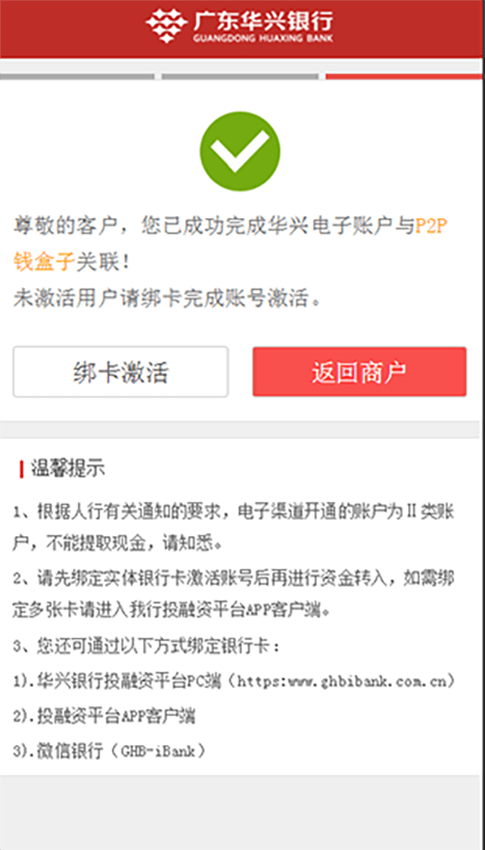 广东华兴银行
GUANGDONG HUAXING BANK
尊敬的客户，您已成功完成华兴电子账户与P2P
钱盒子关联！
未激活用户请绑卡完成账号激活。
绑卡激活
返回商户
温馨提示
1、根据人行有关通知的要求，电子渠道开通的账户为Ⅱ类账
户，不能提取现金，请知悉。
2、请先绑定实体银行卡激活账号后再进行资金转入，如需绑
定多张卡请进入我行投融资平台APP客户端。
3、您还可通过以下方式绑定银行卡：
1).华兴银行投融资平台PC端（https:www.ghbibank.com.cn）
2).投融资平台APP客户端
3).微信银行（GHB-iBank）